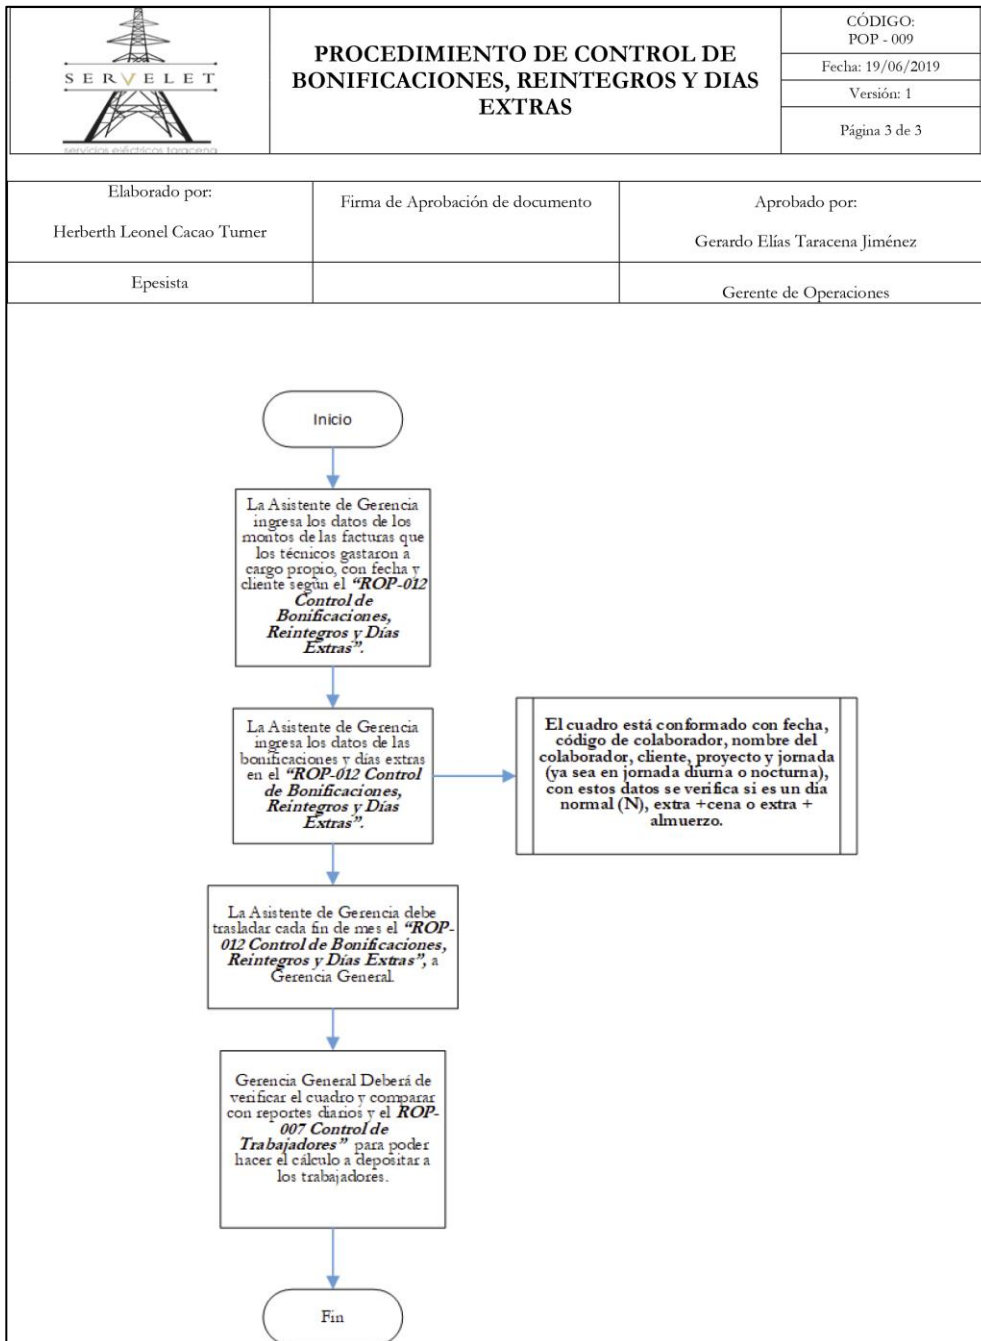 SERVELET
servicios eléctricos taracena
PROCEDIMIENTO DE CONTROL DE
BONIFICACIONES, REINTEGROS Y DIAS
EXTRAS
CÓDIGO:
POP - 009
Fecha: 19/06/2019
Versión: 1
Página 3 de 3
Elaborado por:
Herberth Leonel Cacao Turner
Firma de Aprobación de documento
Aprobado por:
Gerardo Elías Taracena Jiménez
Epesista
Gerente de Operaciones
Inicio
La Asistente de Gerencia
ingresa los datos de los
montos de las facturas que
los técnicos gastaron a
cargo propio, con fecha y
cliente según el “ROP-012
Control de
Bonificaciones,
Reintegros y Días
Extras”.
La Asistente de Gerencia
ingresa los datos de las
bonificaciones y días extras
en el “ROP-012 Control
de Bonificaciones,
Reintegros y Días
Extras”.
El cuadro está conformado con fecha,
código de colaborador, nombre del
colaborador, cliente, proyecto y jornada
(ya sea en jornada diurna o nocturna),
con estos datos se verifica si es un dia
normal (N), extra +cena o extra +
almuerzo.
La Asistente de Gerencia debe
trasladar cada fin de mes el “ROP-
012 Control de Bonificaciones,
Reintegros y Días Extras”, a
Gerencia General.
Gerencia General Deberá de
verificar el cuadro y comparar
con reportes diarios y el ROP-
007 Control de
Trabajadores” para poder
hacer el cálculo a depositar a
los trabajadores.
Fin